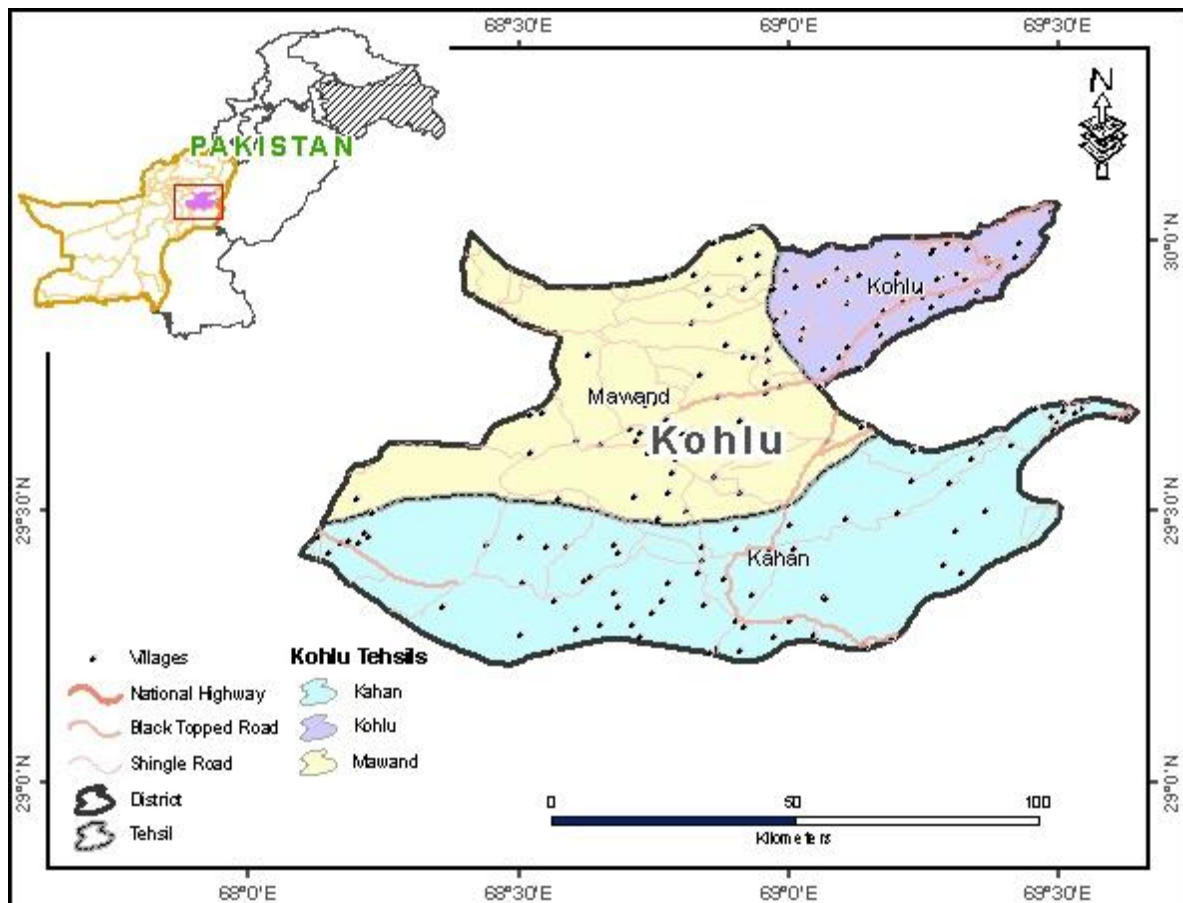 68°30'E 69°0'E 69°30'E
N
PAKISTAN
30°0'N
Kohlu
Mawand
Kohlu
29°30'N 29°30'N
Kahan
Villages
National Highway
Black Topped Road
Shingle Road
District
Tehsil
Kohlu Tehsils
Kahan
Kohlu
Mawand
0 50 100
Kilometers
29°0'N 29°0'N
68°0'E 68°30'E 69°0'E 69°30'E